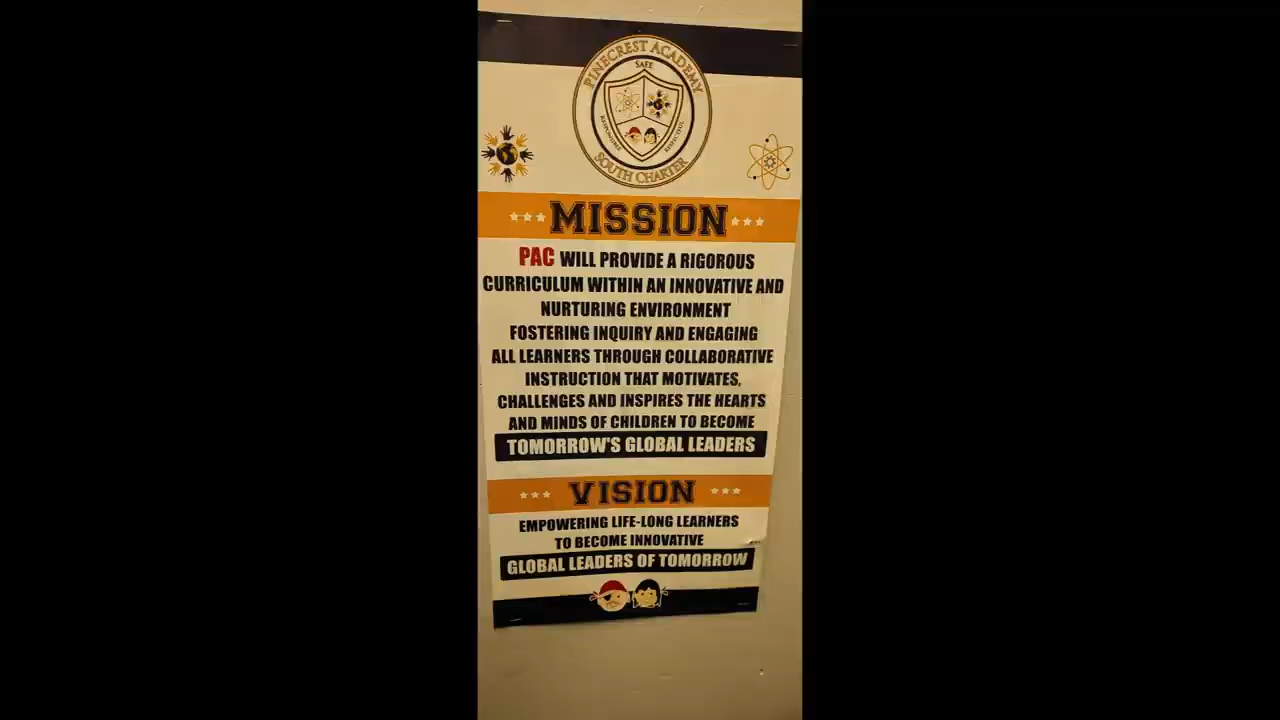 PINECREST ACADEMY
SAFE
RESPONSIBLE
RESPECTFUL
SOUTH CHARTER
MISSION
PAC WILL PROVIDE A RIGOROUS
CURRICULUM WITHIN AN INNOVATIVE AND
NURTURING ENVIRONMENT
FOSTERING INQUIRY AND ENGAGING
ALL LEARNERS THROUGH COLLABORATIVE
INSTRUCTION THAT MOTIVATES,
CHALLENGES AND INSPIRES THE HEARTS
AND MINDS OF CHILDREN TO BECOME
TOMORROW'S GLOBAL LEADERS
VISION
EMPOWERING LIFE-LONG LEARNERS
TO BECOME INNOVATIVE
GLOBAL LEADERS OF TOMORROW